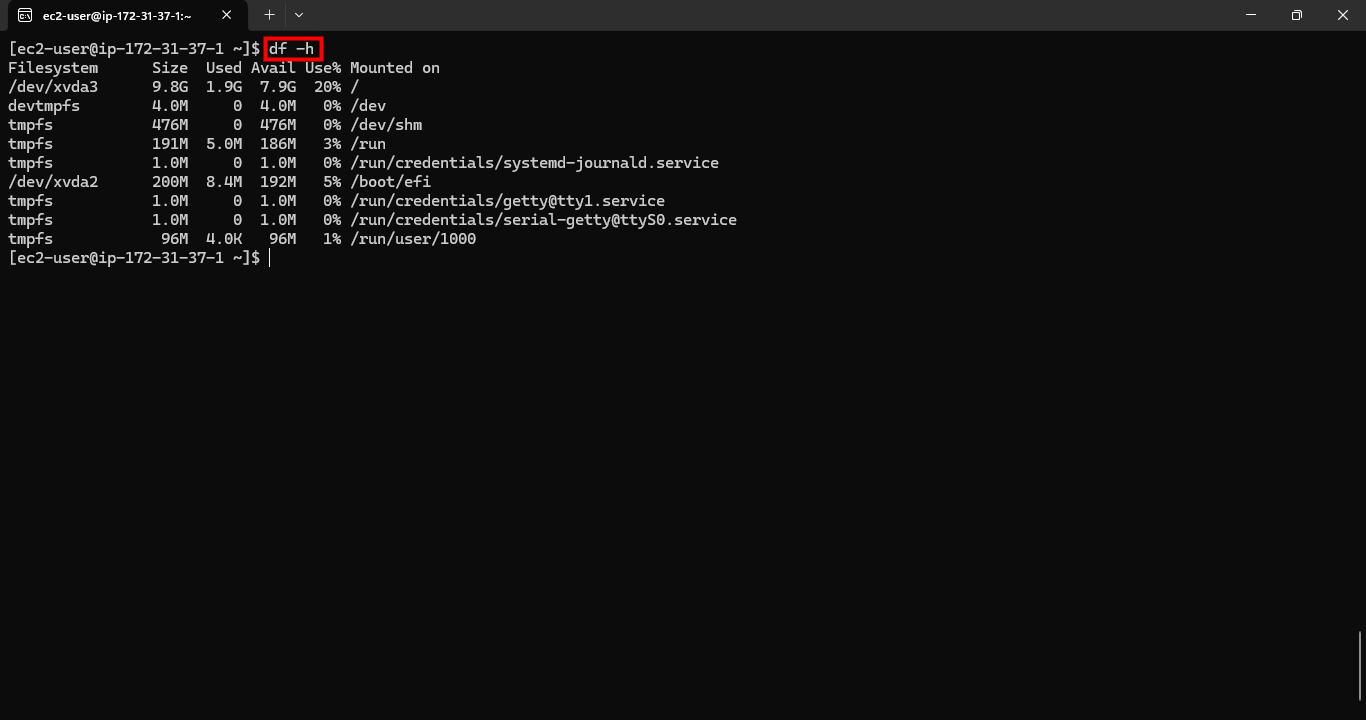 ec2-user@ip-172-31-37-1:~
[ec2-user@ip-172-31-37-1 ~]$ df -h
Filesystem      Size  Used Avail Use% Mounted on
/dev/xvda3      9.8G  1.9G  7.9G  20% /
devtmpfs        4.0M     0  4.0M   0% /dev
tmpfs           476M     0  476M   0% /dev/shm
tmpfs           191M  5.0M  186M   3% /run
tmpfs           1.0M     0  1.0M   0% /run/credentials/systemd-journald.service
/dev/xvda2      200M  8.4M  192M   5% /boot/efi
tmpfs           1.0M     0  1.0M   0% /run/credentials/getty@tty1.service
tmpfs           1.0M     0  1.0M   0% /run/credentials/serial-getty@ttyS0.service
tmpfs            96M  4.0K   96M   1% /run/user/1000
[ec2-user@ip-172-31-37-1 ~]$